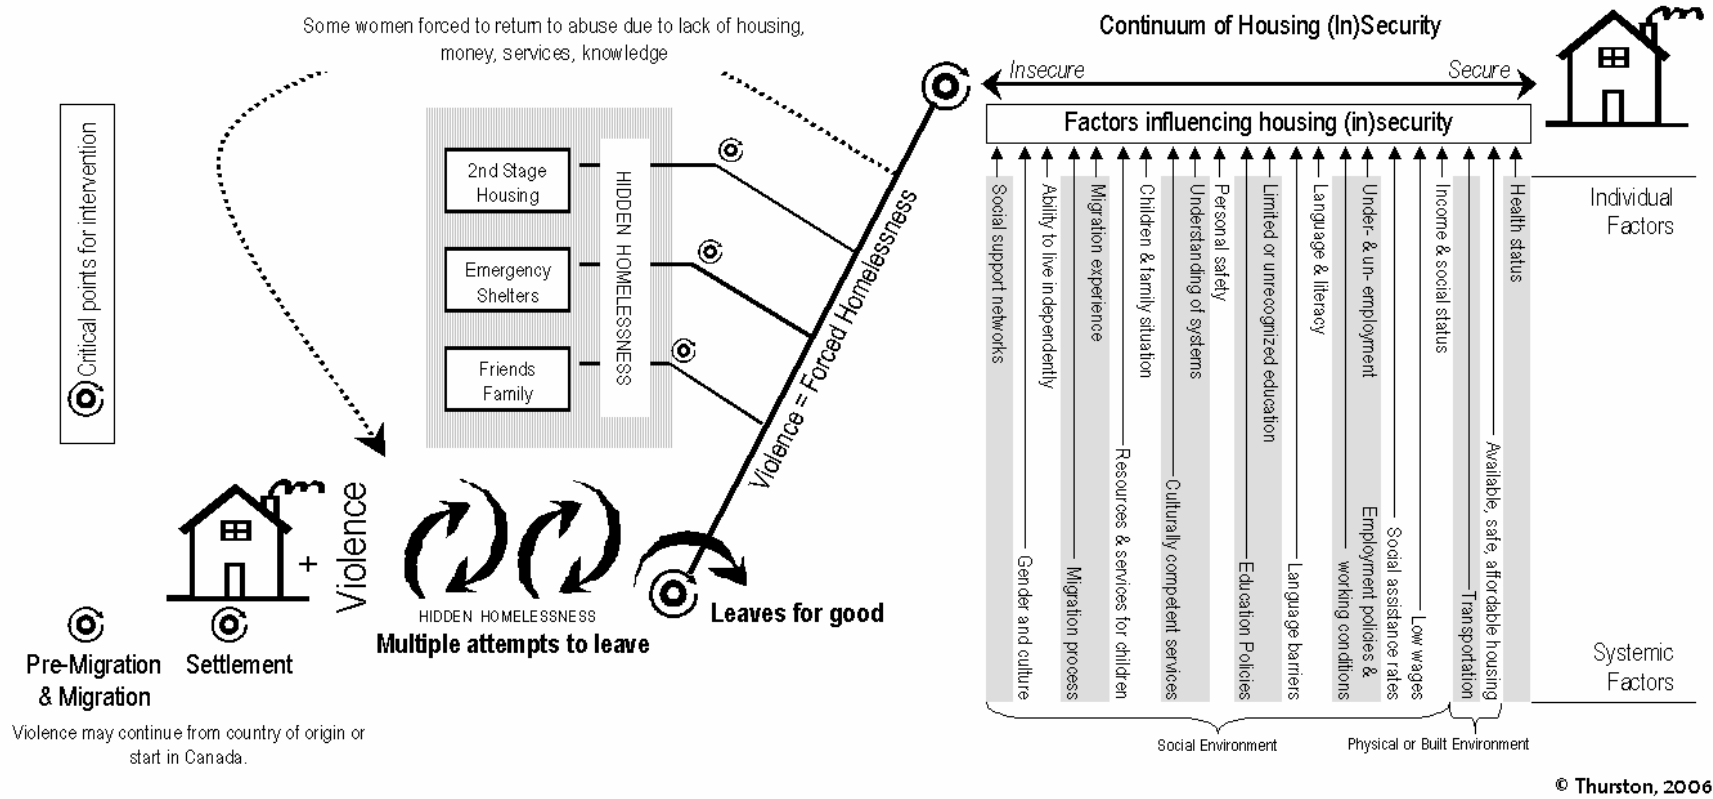 Some women forced to return to abuse due to lack of housing,
money, services, knowledge
Continuum of Housing (In)Security
Insecure
Secure
Factors influencing housing (in)security
Critical points for intervention
2nd Stage
Housing
Emergency
Shelters
Friends
Family
HIDDEN HOMELESSNESS
Violence = Forced Homelessness
Individual
Factors
Social support networks
Ability to live independently
Migration experience
Children & family situation
Understanding of systems
Personal safety
Limited or unrecognized education
Language & literacy
Under- & un- employment
Income & social status
Health status
Gender and culture
Migration process
Resources & services for children
Culturally competent services
Education Policies
Language barriers
Employment policies &
working conditions
Social assistance rates
Low wages
Transportation
Available, safe, affordable housing
Systemic
Factors
Social Environment
Physical or Built Environment
+
Violence
HIDDEN HOMELESSNESS
Multiple attempts to leave
Leaves for good
Pre-Migration
& Migration
Settlement
Violence may continue from country of origin or
start in Canada.
© Thurston, 2006